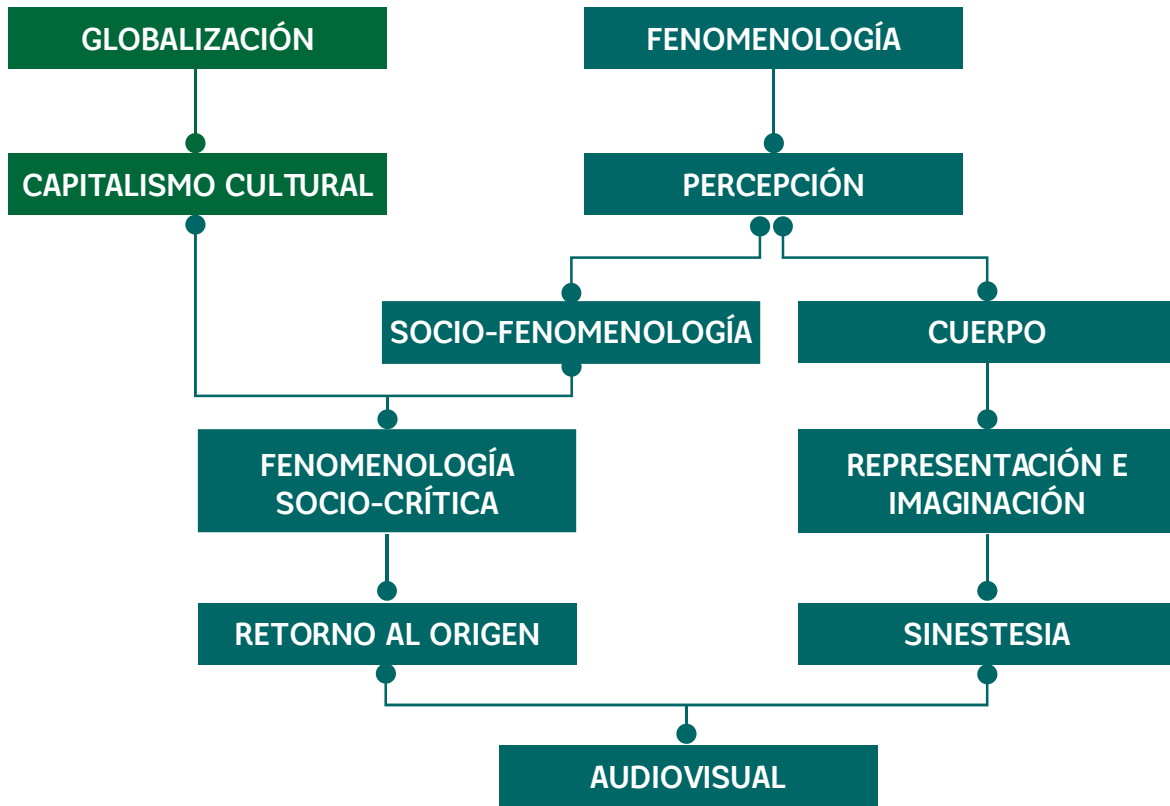 GLOBALIZACIÓN
FENOMENOLOGÍA
CAPITALISMO CULTURAL
PERCEPCIÓN
SOCIO-FENOMENOLOGÍA
CUERPO
FENOMENOLOGÍA
SOCIO-CRÍTICA
REPRESENTACIÓN E
IMAGINACIÓN
RETORNO AL ORIGEN
SINESTESIA
AUDIOVISUAL